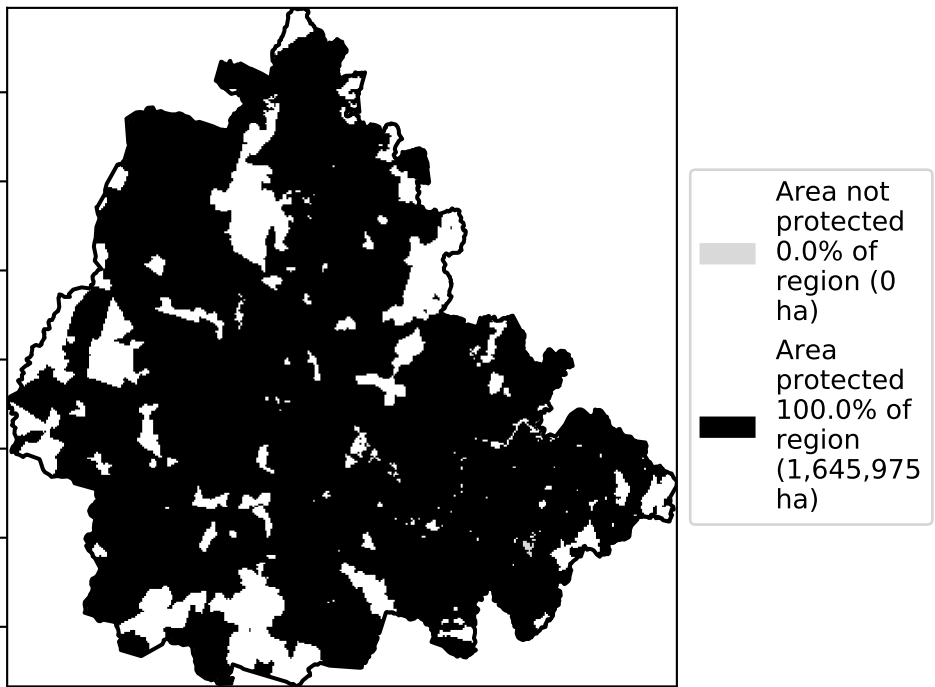 Area not
protected
0.0% of
region (0
ha)
Area
protected
100.0% of
region
(1,645,975
ha)